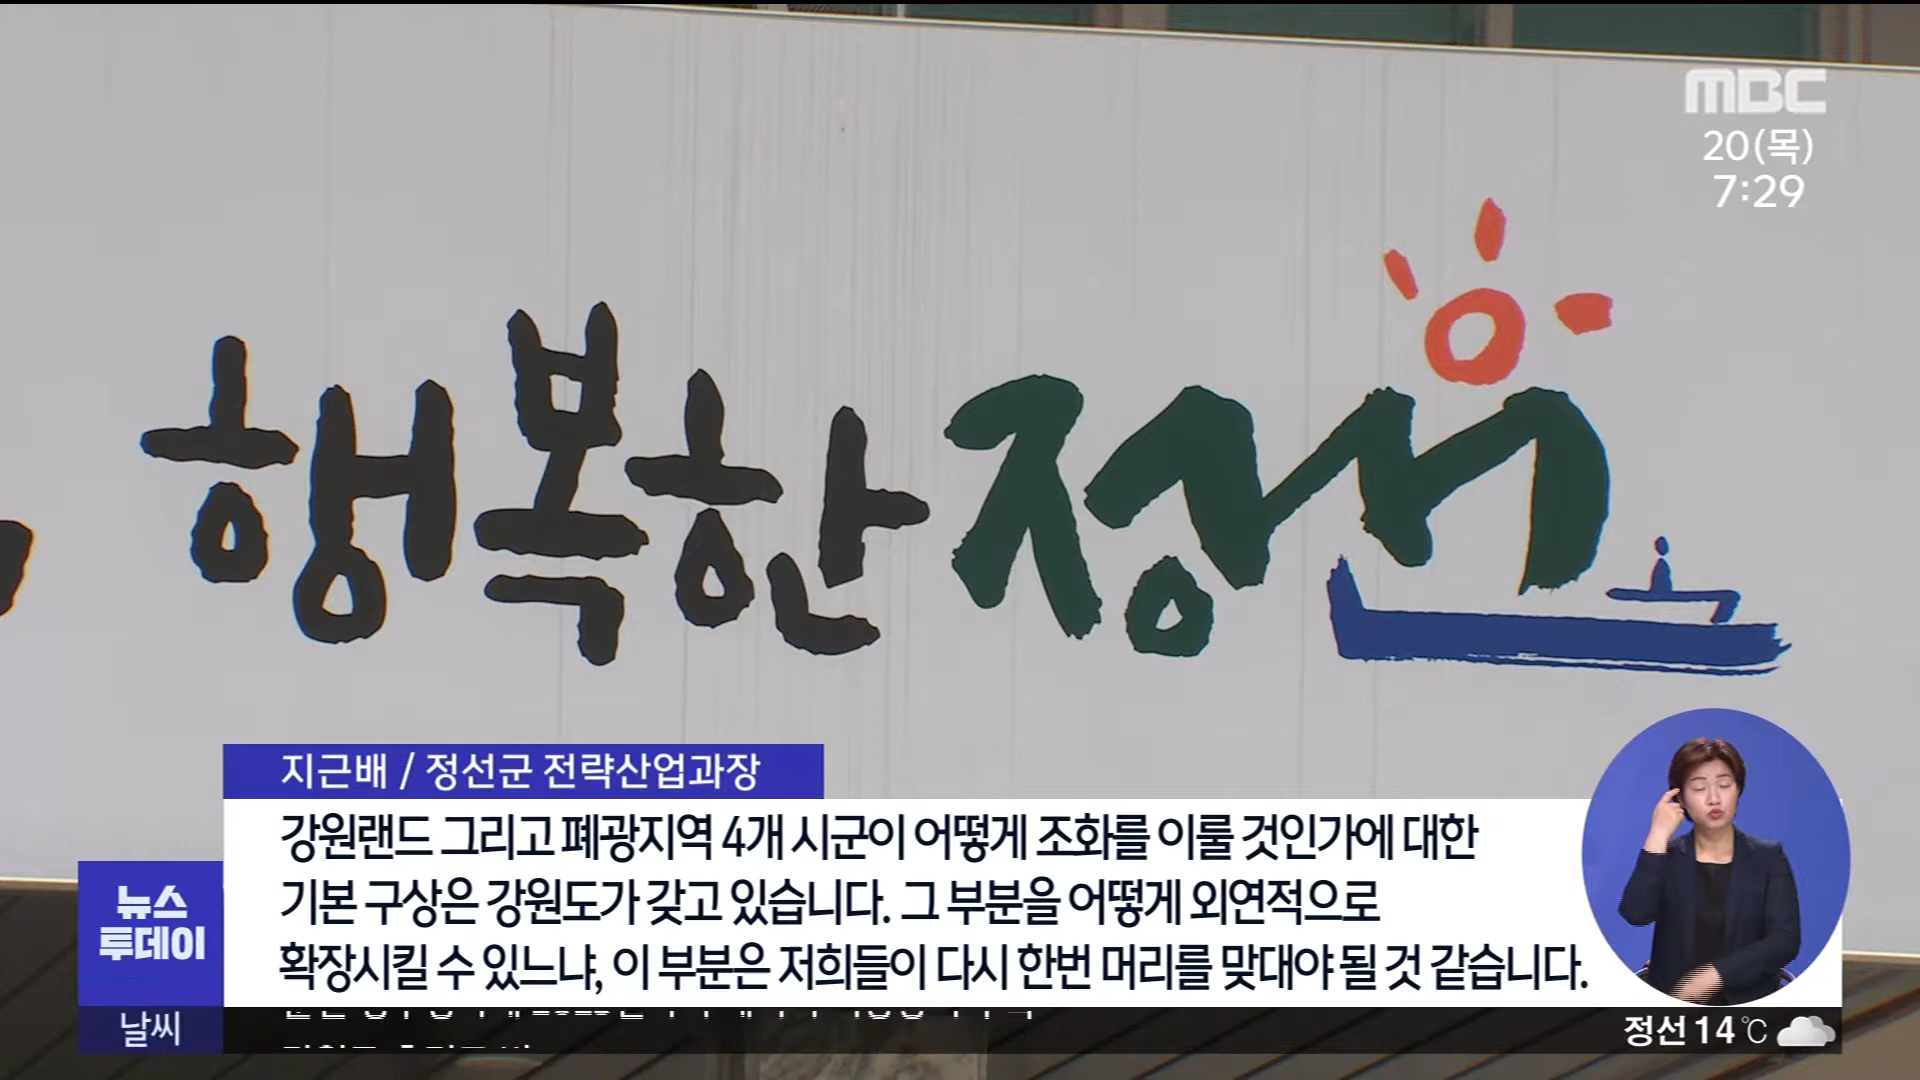 MBC
20(목)
7:29
행복한 정선
지근배 / 정선군 전략산업과장
강원랜드 그리고 폐광지역 4개 시군이 어떻게 조화를 이룰 것인가에 대한
기본 구상은 강원도가 갖고 있습니다. 그 부분을 어떻게 외연적으로
확장시킬 수 있느냐, 이 부분은 저희들이 다시 한번 머리를 맞대야 될 것 같습니다.
뉴스
투데이
날씨
정선 14℃